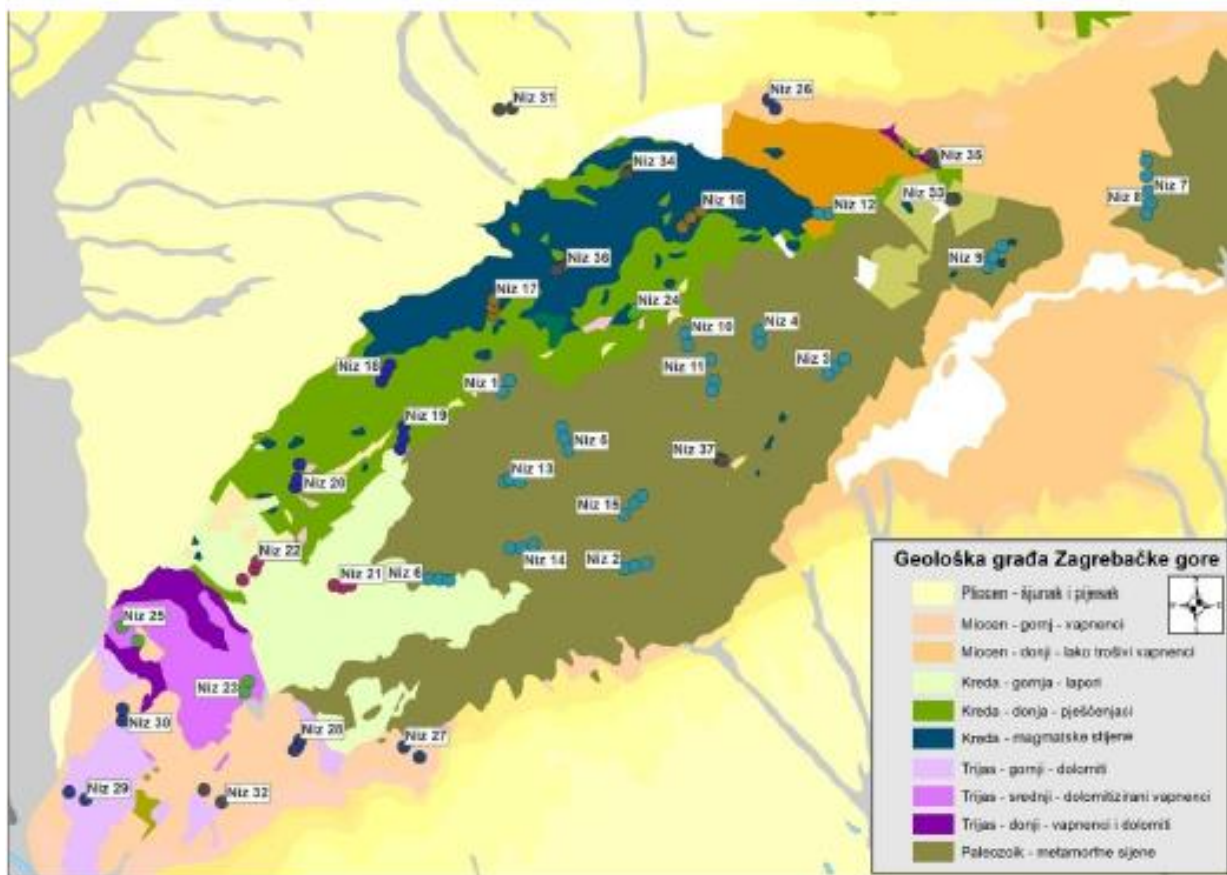 Niz 31
Niz 26
Niz 34
Niz 35
Niz 7
Niz 33
Niz 8
Niz 16
Niz 12
Niz 36
Niz 9
Niz 17
Niz 24
Niz 10
Niz 4
Niz 18
Niz 1
Niz 11
Niz 3
Niz 19
Niz 5
Niz 37
Niz 13
Niz 20
Niz 15
Niz 22
Niz 14
Niz 2
Niz 21
Niz 6
Niz 25
Niz 23
Niz 30
Niz 28
Niz 27
Niz 29
Niz 32
Geološka građa Zagrebačke gore
Pliocen - šljunak i pijesak
Miocen - gornji - vapnenci
Miocen - donji - lako trošivi vapnenci
Kreda - gornja - lapori
Kreda - donja - pješčenjaci
Kreda - magmatske stijene
Trijas - gornji - dolomiti
Trijas - srednji - dolomitizirani vapnenci
Trijas - donji - vapnenci i dolomiti
Paleozoik - metamorfne sijene